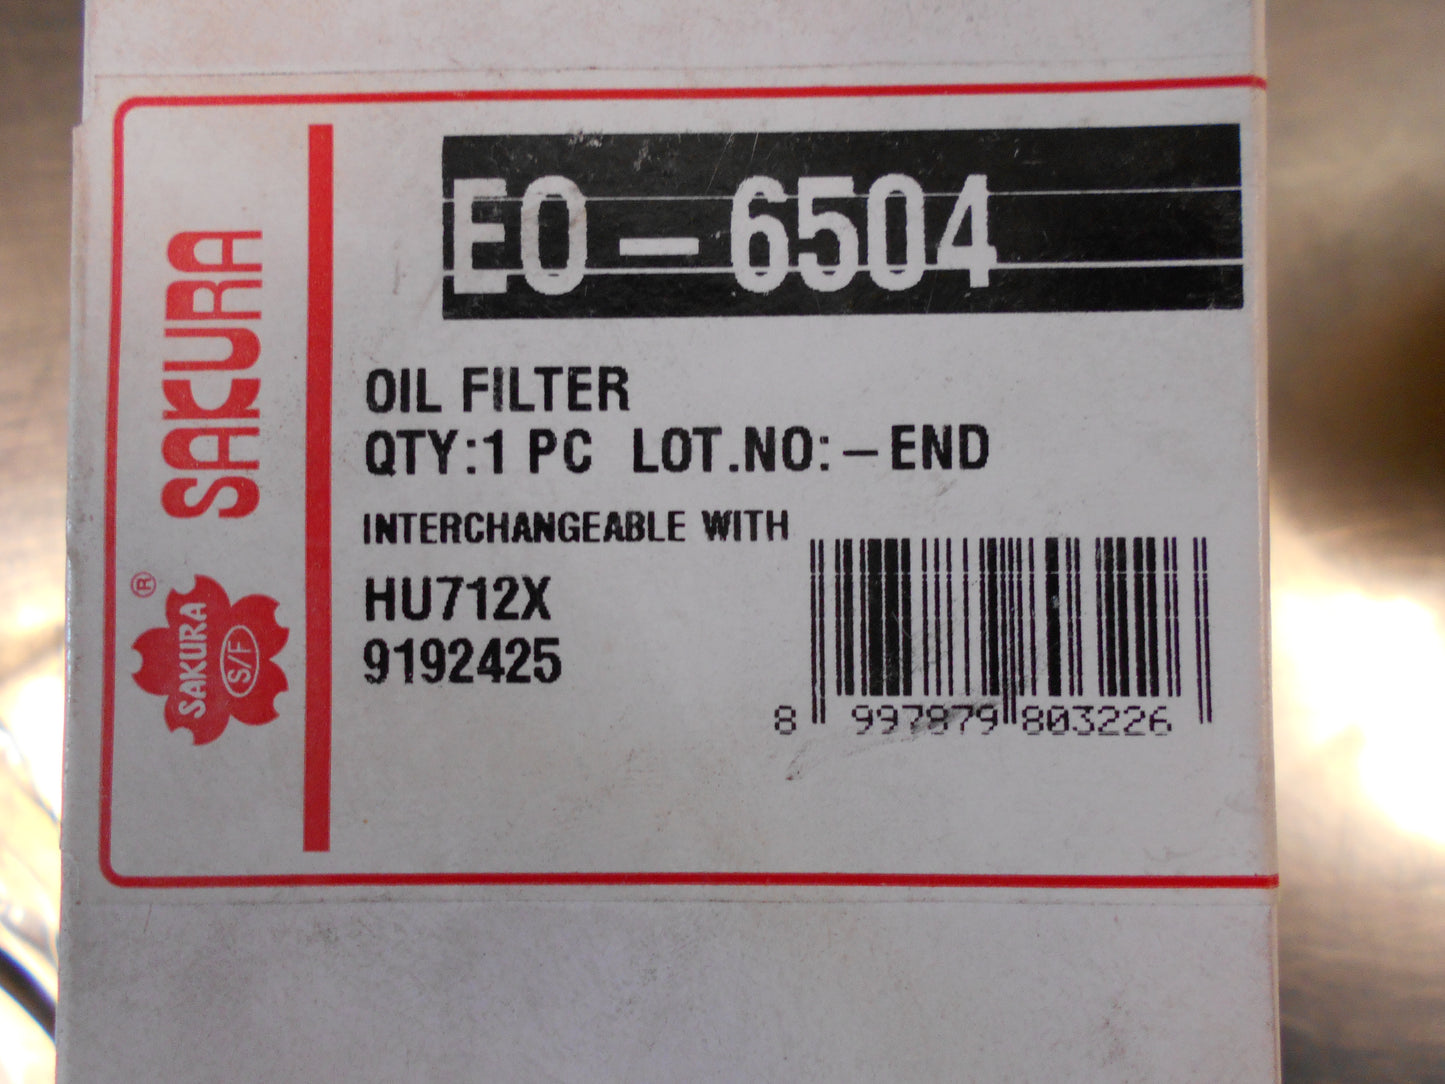 SAKURA
®
SAKURA
S/F
EO-6504
OIL FILTER
QTY:1 PC LOT.NO:-END
INTERCHANGEABLE WITH
HU712X
9192425
8 997879 803226